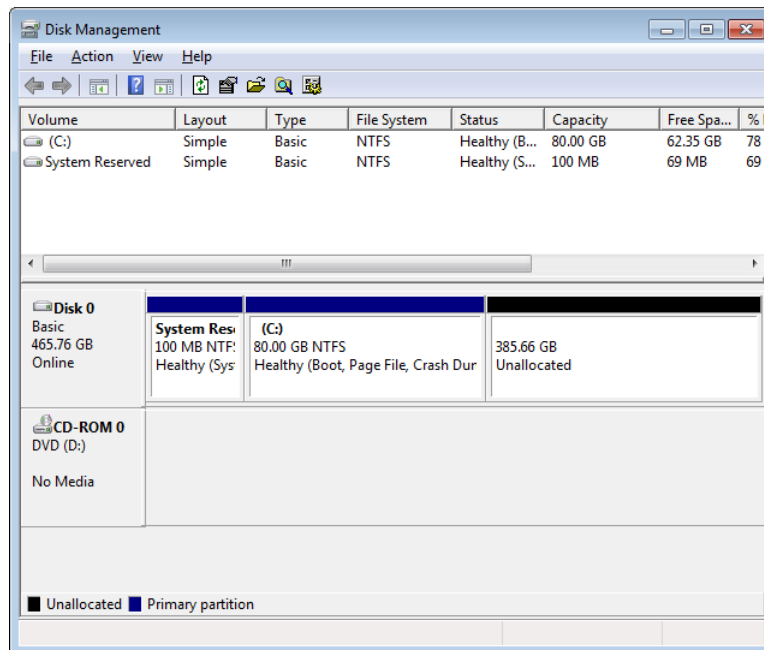 Disk Management
File Action View Help
Volume Layout Type File System Status Capacity Free Spa... %
(C:) Simple Basic NTFS Healthy (B... 80.00 GB 62.35 GB 78
System Reserved Simple Basic NTFS Healthy (S... 100 MB 69 MB 69
Disk 0
Basic
465.76 GB
Online
System Res
100 MB NTF
Healthy (Sys
(C:)
80.00 GB NTFS
Healthy (Boot, Page File, Crash Dur
385.66 GB
Unallocated
CD-ROM 0
DVD (D:)
No Media
Unallocated Primary partition